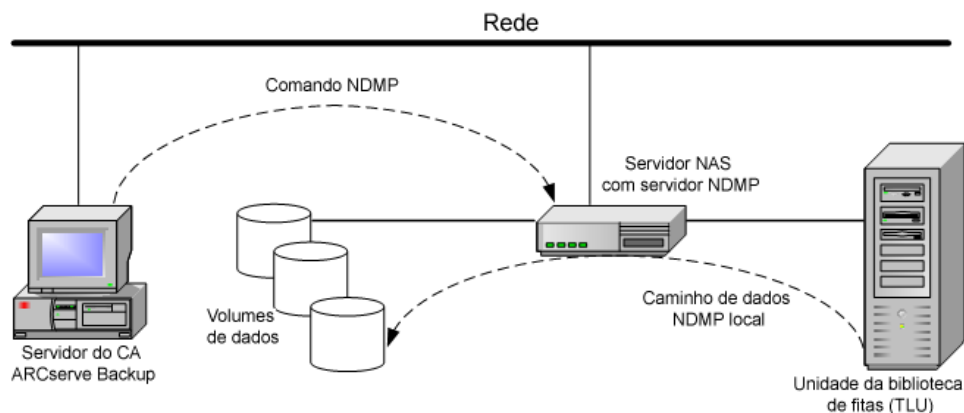 Rede
Comando NDMP
Servidor NAS
com servidor NDMP
Volumes
de dados
Caminho de dados
NDMP local
Servidor do CA
ARCserve Backup
Unidade da biblioteca
de fitas (TLU)